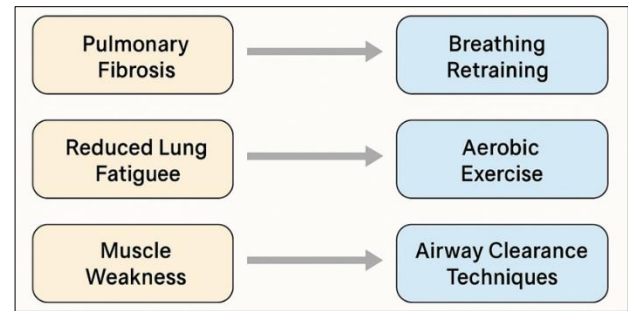 Pulmonary
Fibrosis
Breathing
Retraining
Reduced Lung
Fatiguee
Aerobic
Exercise
Muscle
Weakness
Airway Clearance
Techniques